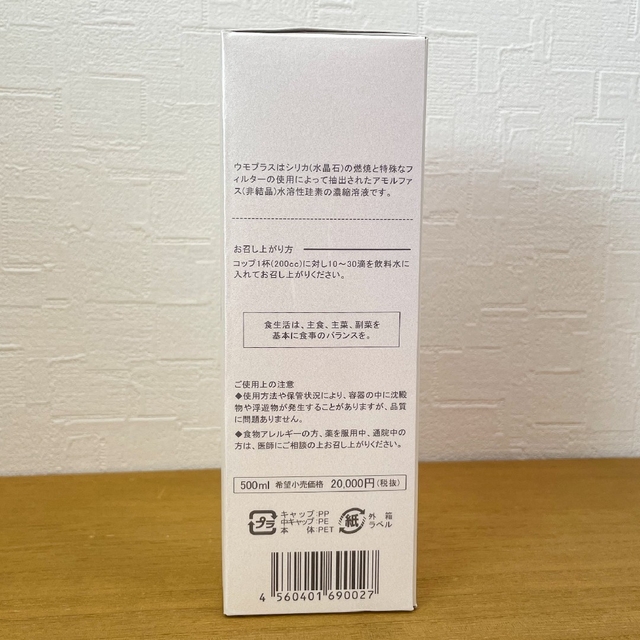 ウモプラスはシリカ(水晶石)の燃焼と特殊なフ
ィルターの使用によって抽出されたアモルファ
ス(非結晶)水溶性珪素の濃縮溶液です。
お召し上がり方
コップ1杯(200cc)に対し10～30滴を飲料水に
入れてお召し上がりください。
食生活は、主食、主菜、副菜を
基本に食事のバランスを。
ご使用上の注意
◆使用方法や保管状況により、容器の中に沈殿
物や浮遊物が発生することがありますが、品質
に問題ありません。
◆食物アレルギーの方、薬を服用中、通院中の
方は、医師にご相談の上お召し上がりください。
500ml 希望小売価格 20,000円(税抜)
プラ
キャップ:PP
中キャップ:PE
本 体:PET
紙
外 箱
ラベル
4 560401 690027